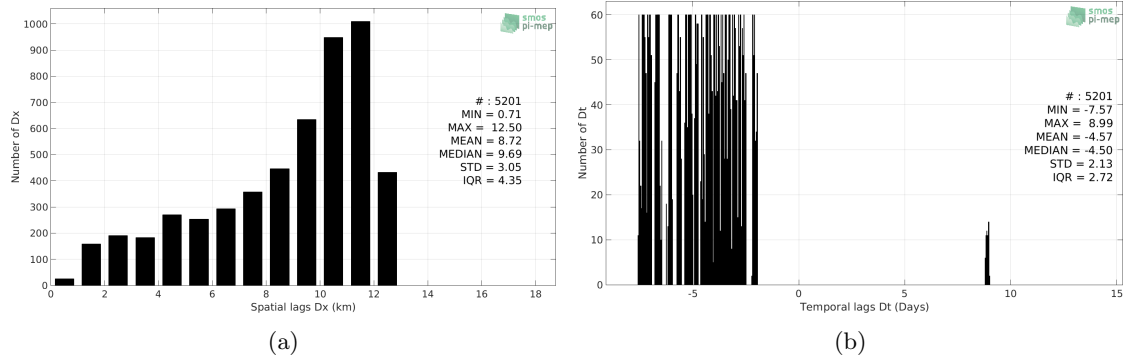 smos
pi-mep
1000
900
800
700
600
500
400
300
200
100
0
Number of Dx
# : 5201
MIN = 0.71
MAX = 12.50
MEAN = 8.72
MEDIAN = 9.69
STD = 3.05
IQR = 4.35
0 2 4 6 8 10 12 14 16 18
Spatial lags Dx (km)
(a)
smos
pi-mep
60
50
40
30
20
10
0
Number of Dt
# : 5201
MIN = -7.57
MAX = 8.99
MEAN = -4.57
MEDIAN = -4.50
STD = 2.13
IQR = 2.72
-5 0 5 10 15
Temporal lags Dt (Days)
(b)